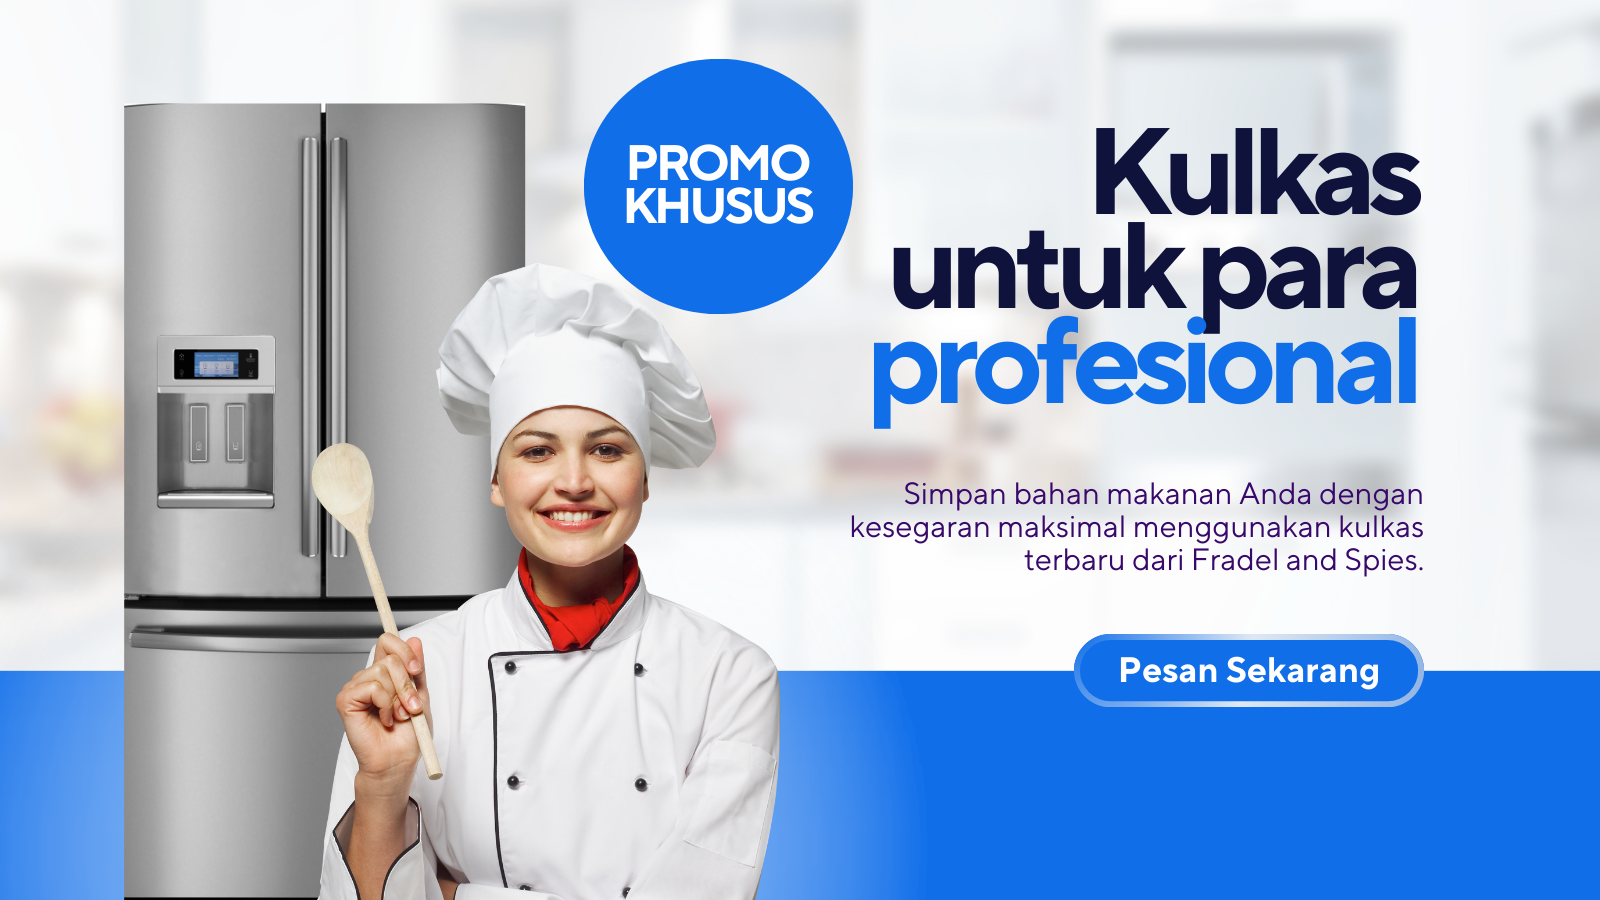 PROMO
KHUSUS
Kulkas
untuk para
profesional
Simpan bahan makanan Anda dengan
kesegaran maksimal menggunakan kulkas
terbaru dari Fradel and Spies.
Pesan Sekarang